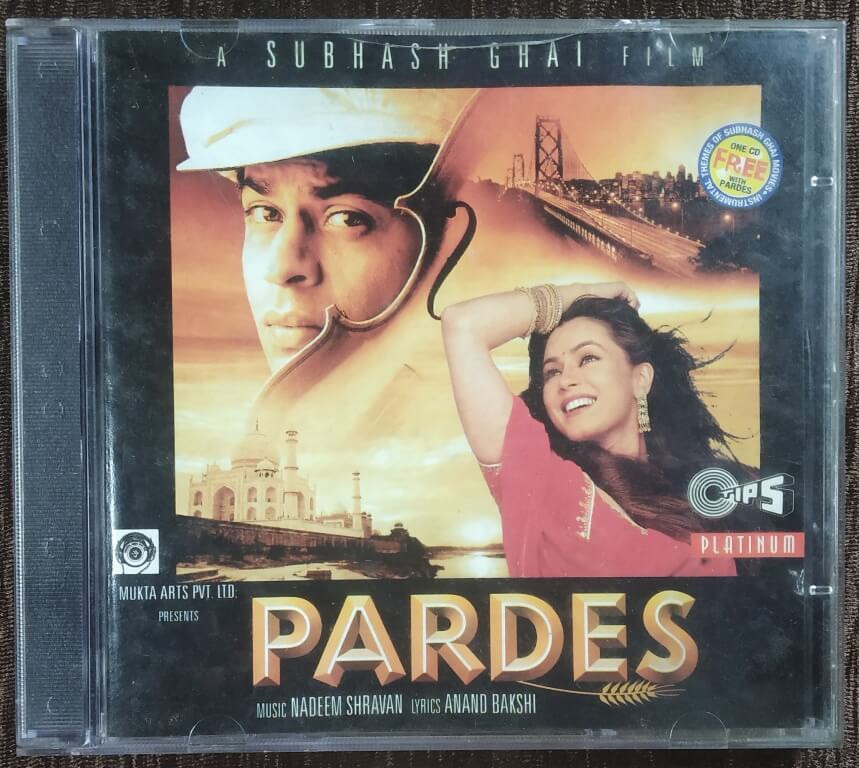 A SUBHASH GHAI FILM
INSTRUMENTAL THEMES OF SUBHASH GHAI MOVIES
ONE CD
FREE
WITH
PARDES
TIPS
PLATINUM
MUKTA ARTS PVT. LTD.
PRESENTS
PARDES
MUSIC NADEEM SHRAVAN LYRICS ANAND BAKSHI